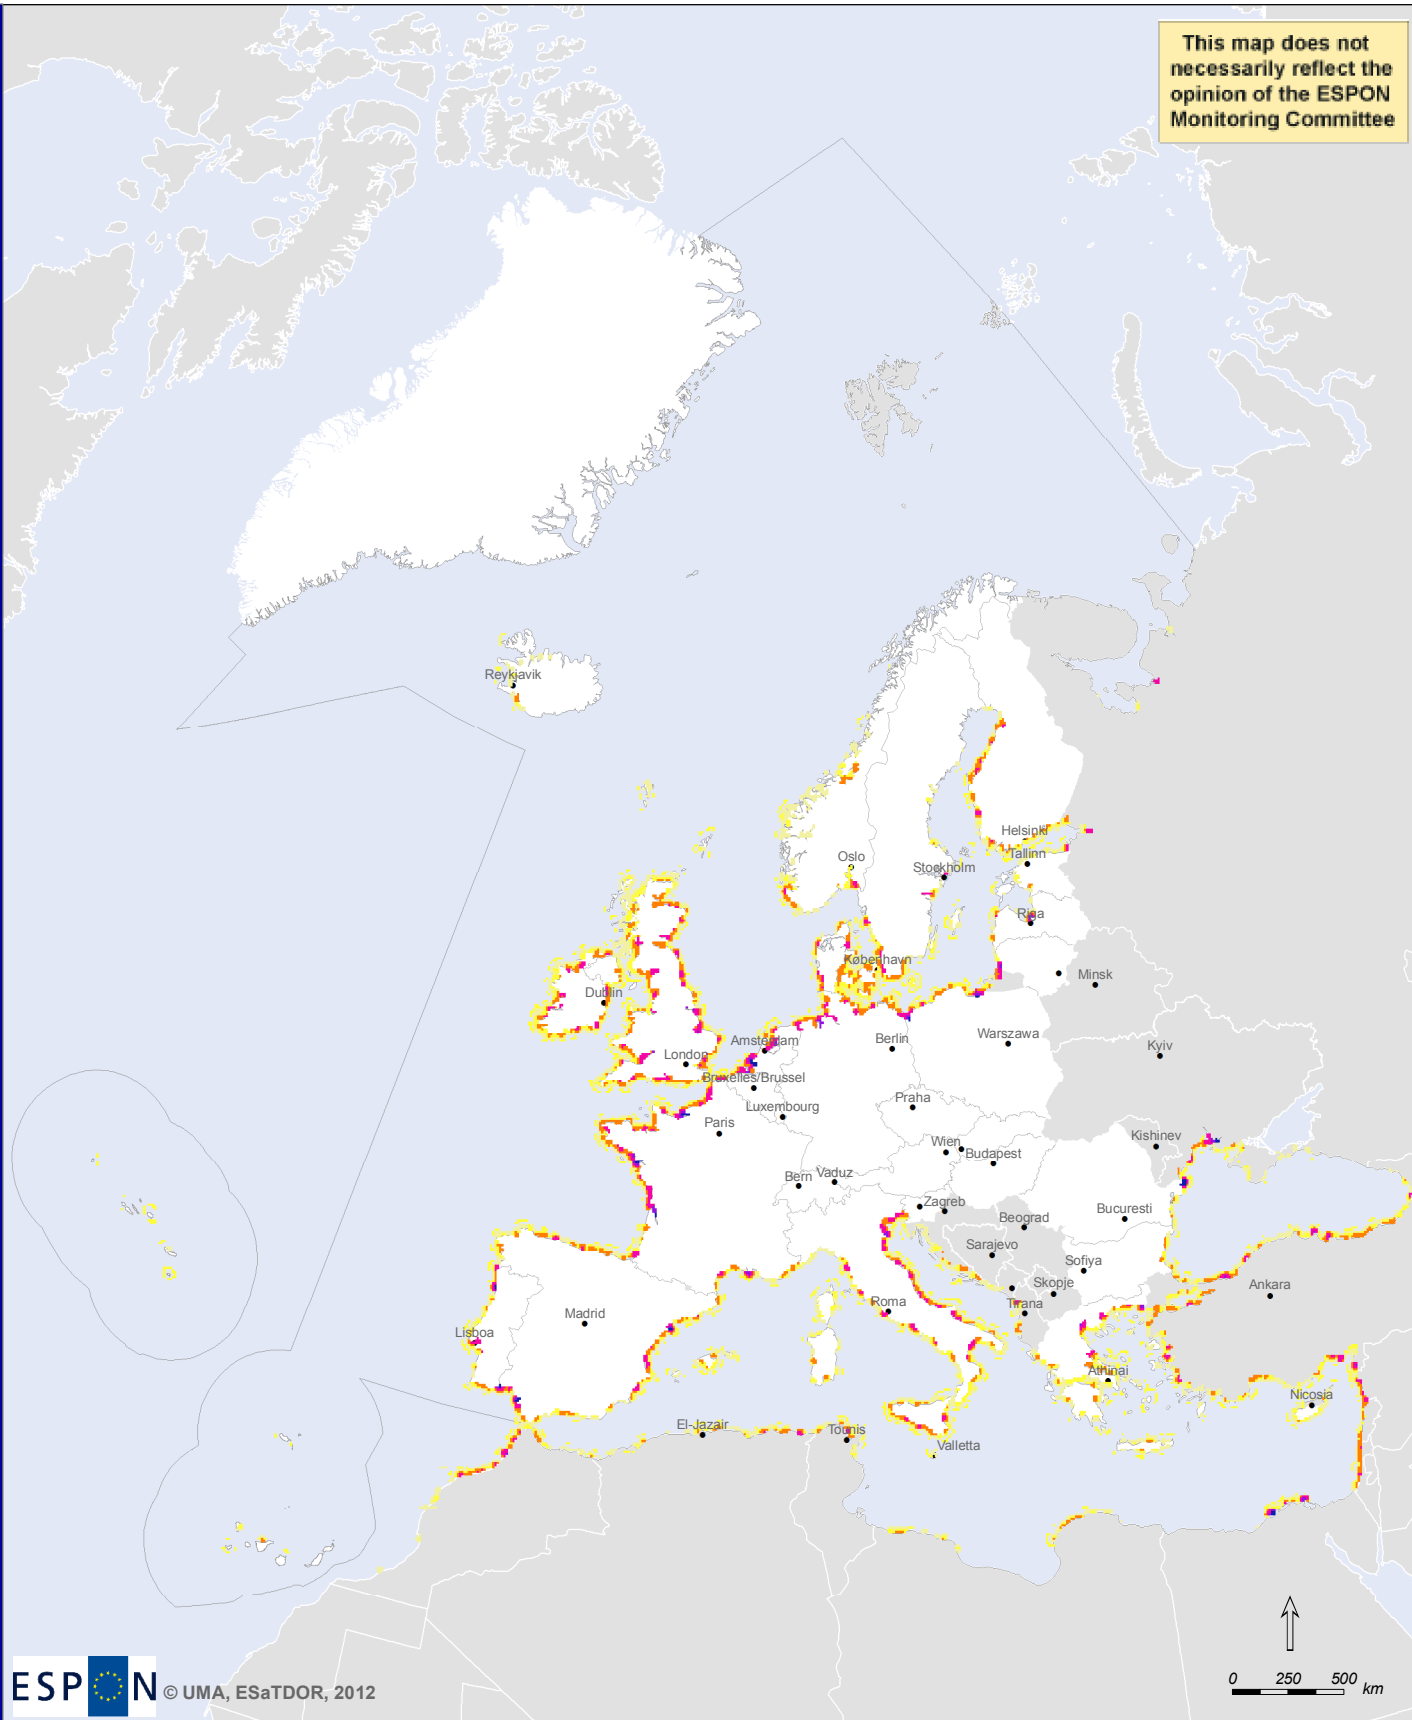 This map does not
necessarily reflect the
opinion of the ESPON
Monitoring Committee
Reykjavik
Helsinki
Tallinn
Oslo
Stockholm
Riga
København
Minsk
Dublin
Amsterdam
Berlin
Warszawa
London
Kyiv
Bruxelles/Brussel
Luxembourg
Praha
Paris
Kishinev
Wien
Budapest
Bern
Vaduz
Zagreb
Beograd
Bucuresti
Sarajevo
Sofiya
Skopje
Ankara
Roma
Tirana
Madrid
Lisboa
Athinai
Nicosia
El-Jazair
Tounis
Valletta
0 250 500
km
ESPON © UMA, ESaTDOR, 2012